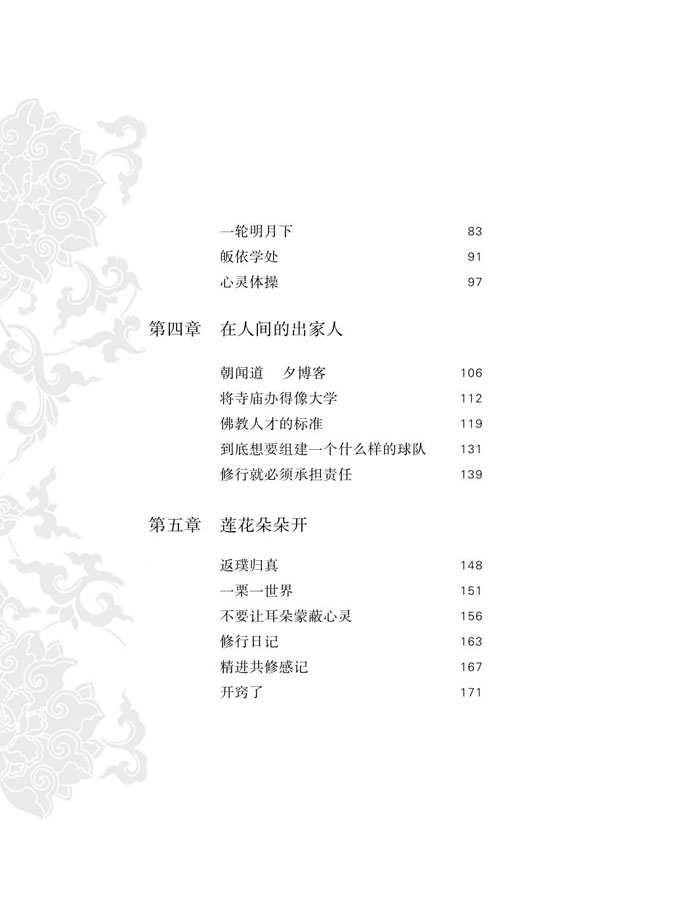 一轮明月下 83
皈依学处 91
心灵体操 97
第四章 在人间的出家人
朝闻道 夕博客 106
将寺庙办得像大学 112
佛教人才的标准 119
到底想要组建一个什么样的球队 131
修行就必须承担责任 139
第五章 莲花朵朵开
返璞归真 148
一栗一世界 151
不要让耳朵蒙蔽心灵 156
修行日记 163
精进共修感记 167
开窍了 171